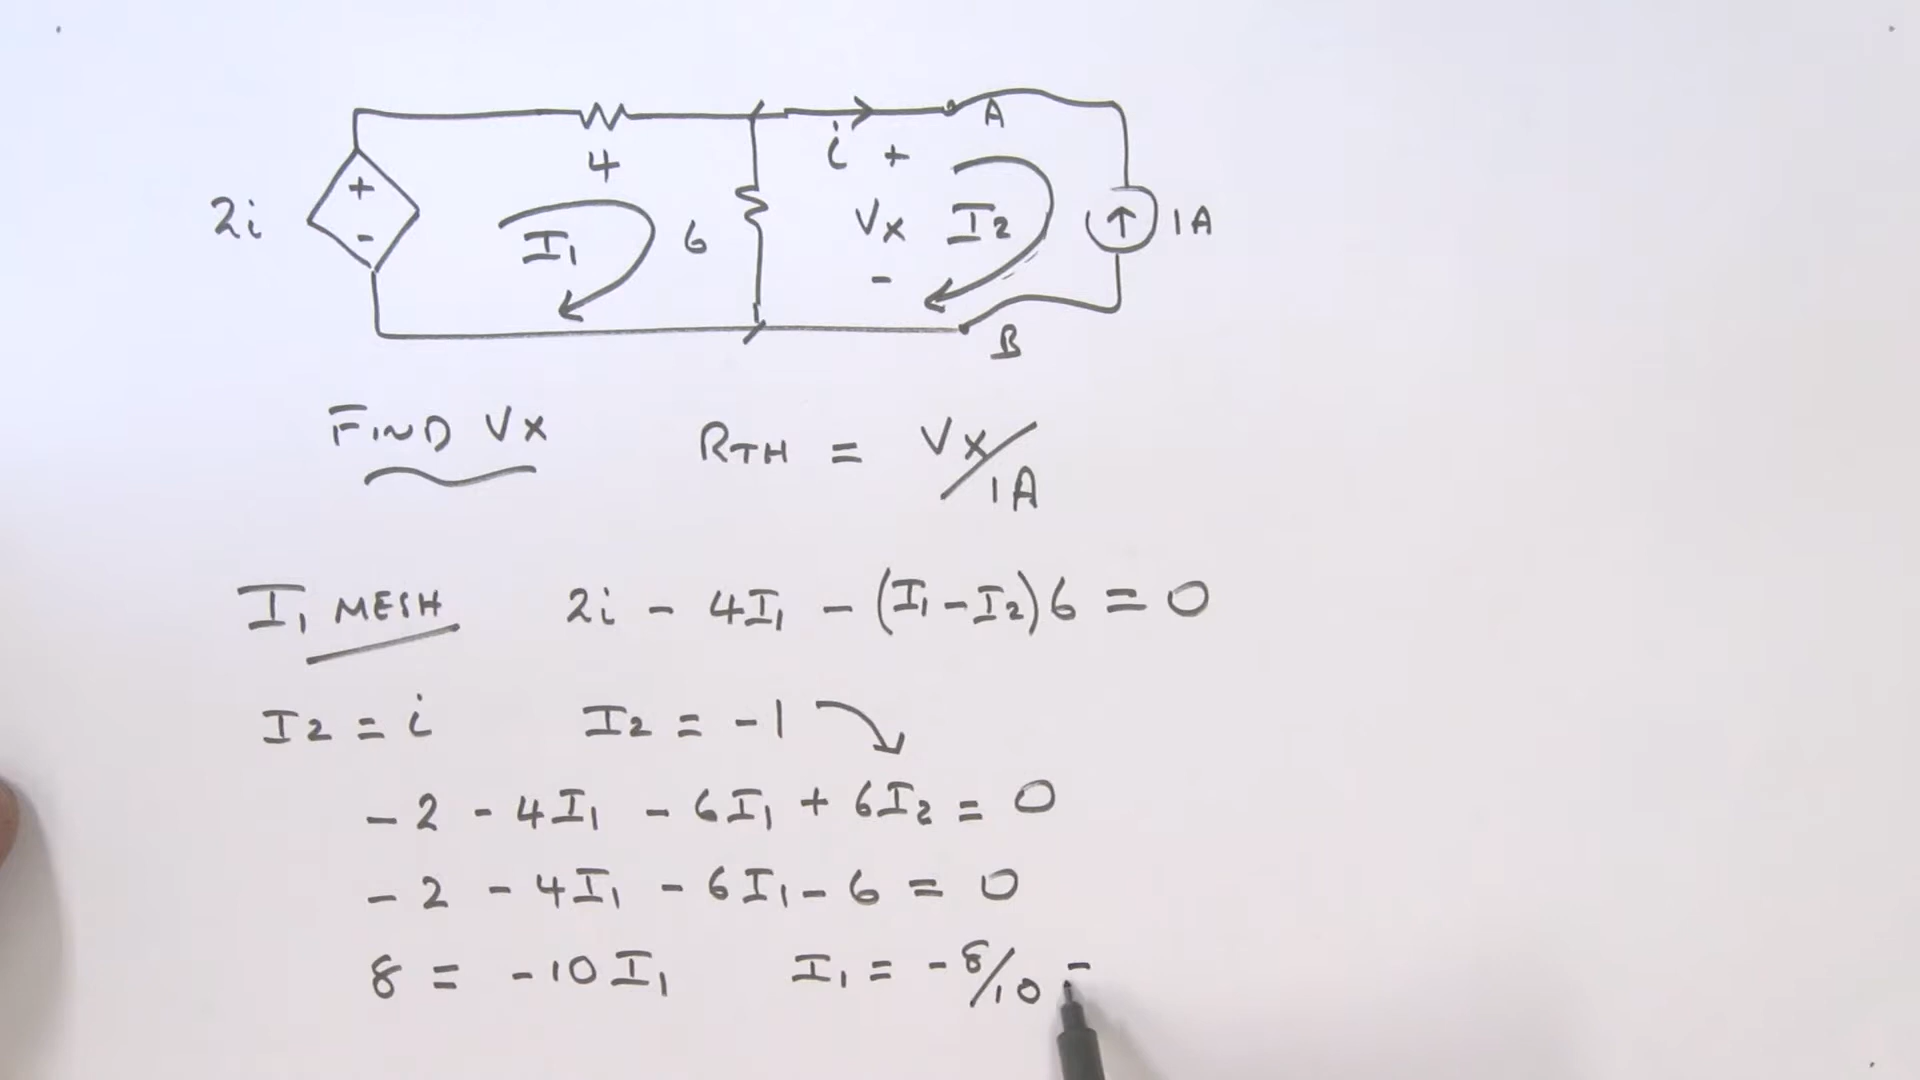 A
4
i +
2i + - I1 6 Vx I2 1A
-
B
FIND VX RTH = VX/1A
I1 MESH 2i - 4I1 - (I1 - I2)6 = 0
I2 = i I2 = -1
- 2 - 4I1 - 6I1 + 6I2 = 0
- 2 - 4I1 - 6I1 - 6 = 0
8 = -10I1 I1 = -8/10 -